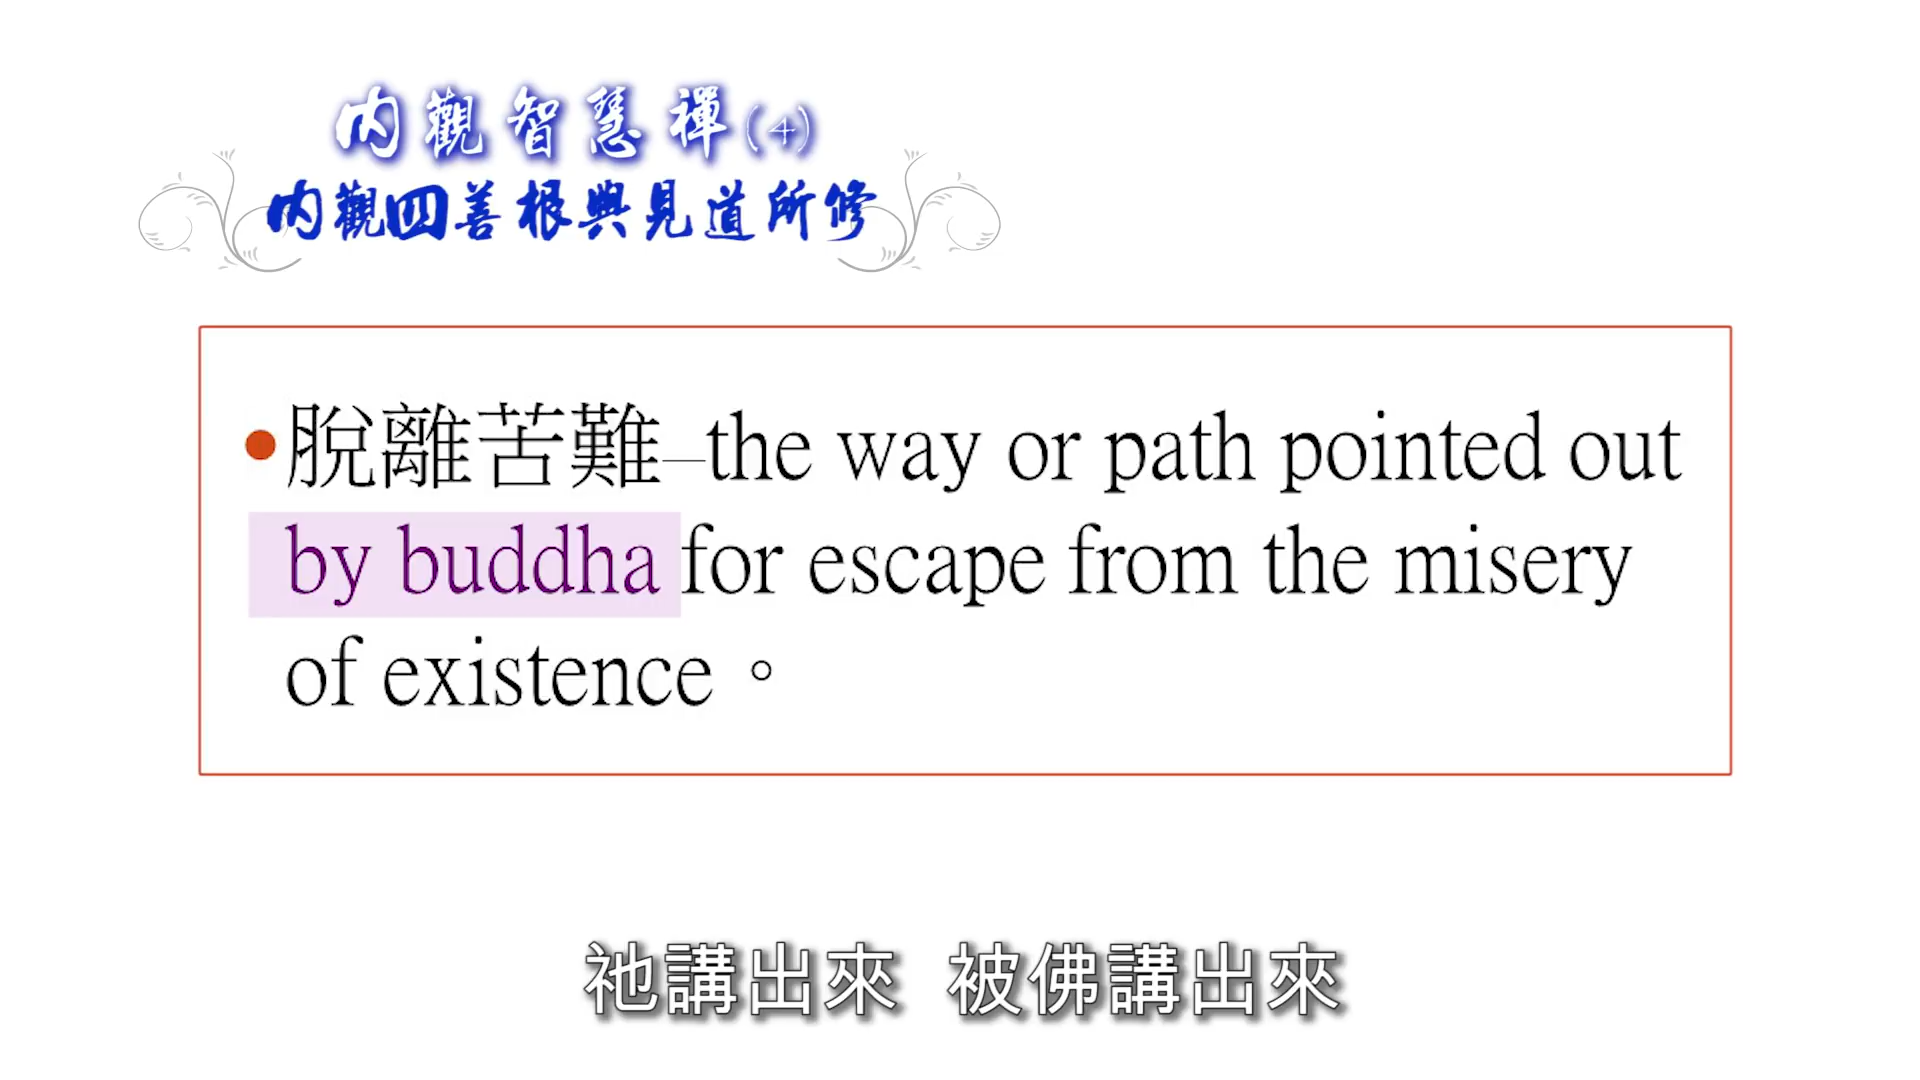 內觀智慧禪(4)
內觀四善根與見道所修
•脫離苦難—the way or path pointed out
by buddha for escape from the misery
of existence。
祂講出來 被佛講出來